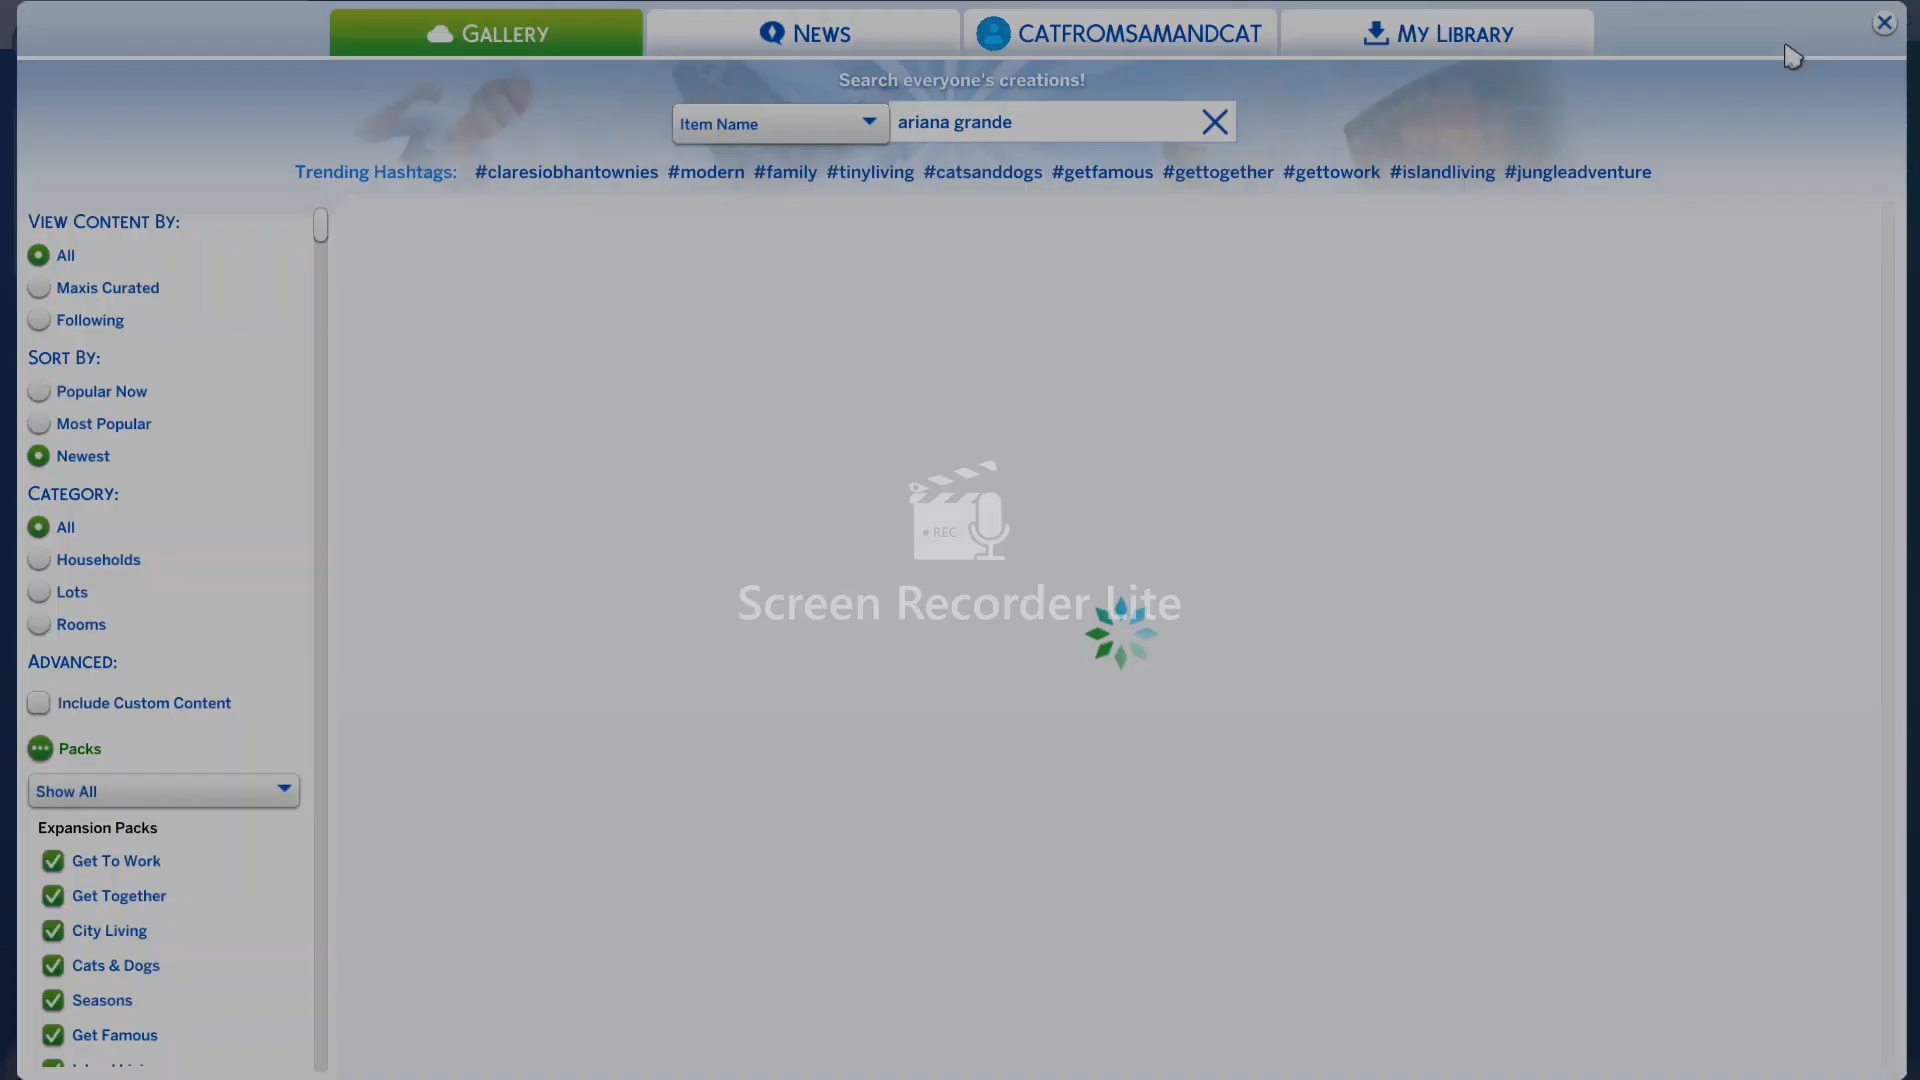 GALLERY
NEWS
CATFROMSAMANDCAT
MY LIBRARY
Search everyone's creations!
Item Name
ariana grande
Trending Hashtags: #claresiobhantownies #modern #family #tinyliving #catsanddogs #getfamous #gettogether #gettowork #islandliving #jungleadventure
VIEW CONTENT BY:
All
Maxis Curated
Following
SORT BY:
Popular Now
Most Popular
Newest
CATEGORY:
All
Households
Lots
Rooms
ADVANCED:
Include Custom Content
Packs
Show All
Expansion Packs
Get To Work
Get Together
City Living
Cats & Dogs
Seasons
Get Famous
REC
Screen Recorder Lite